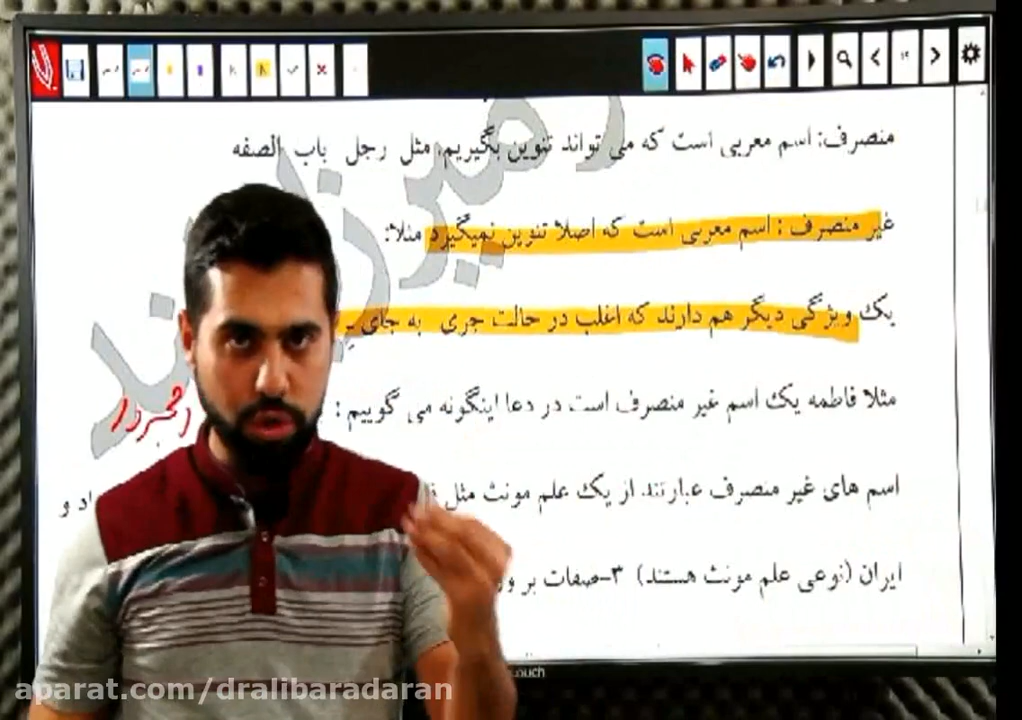 منصرف: اسم معربی است که می تواند تنوین بگیریم. مثل رجل باب الصفه
غیر منصرف : اسم معربی است که اصلا تنوین نمیگیرد مثلا:
یک ویژگی دیگر هم دارند که اغلب در حالت جری به جای
مثلا فاطمه یک اسم غیر منصرف است در دعا اینگونه می گوییم :
اسم های غیر منصرف عبارتند از یک علم مونث مثل
ایران (نوعی علم مونث هستند) ۳-صفات بر
aparat.com/dralibaradaran